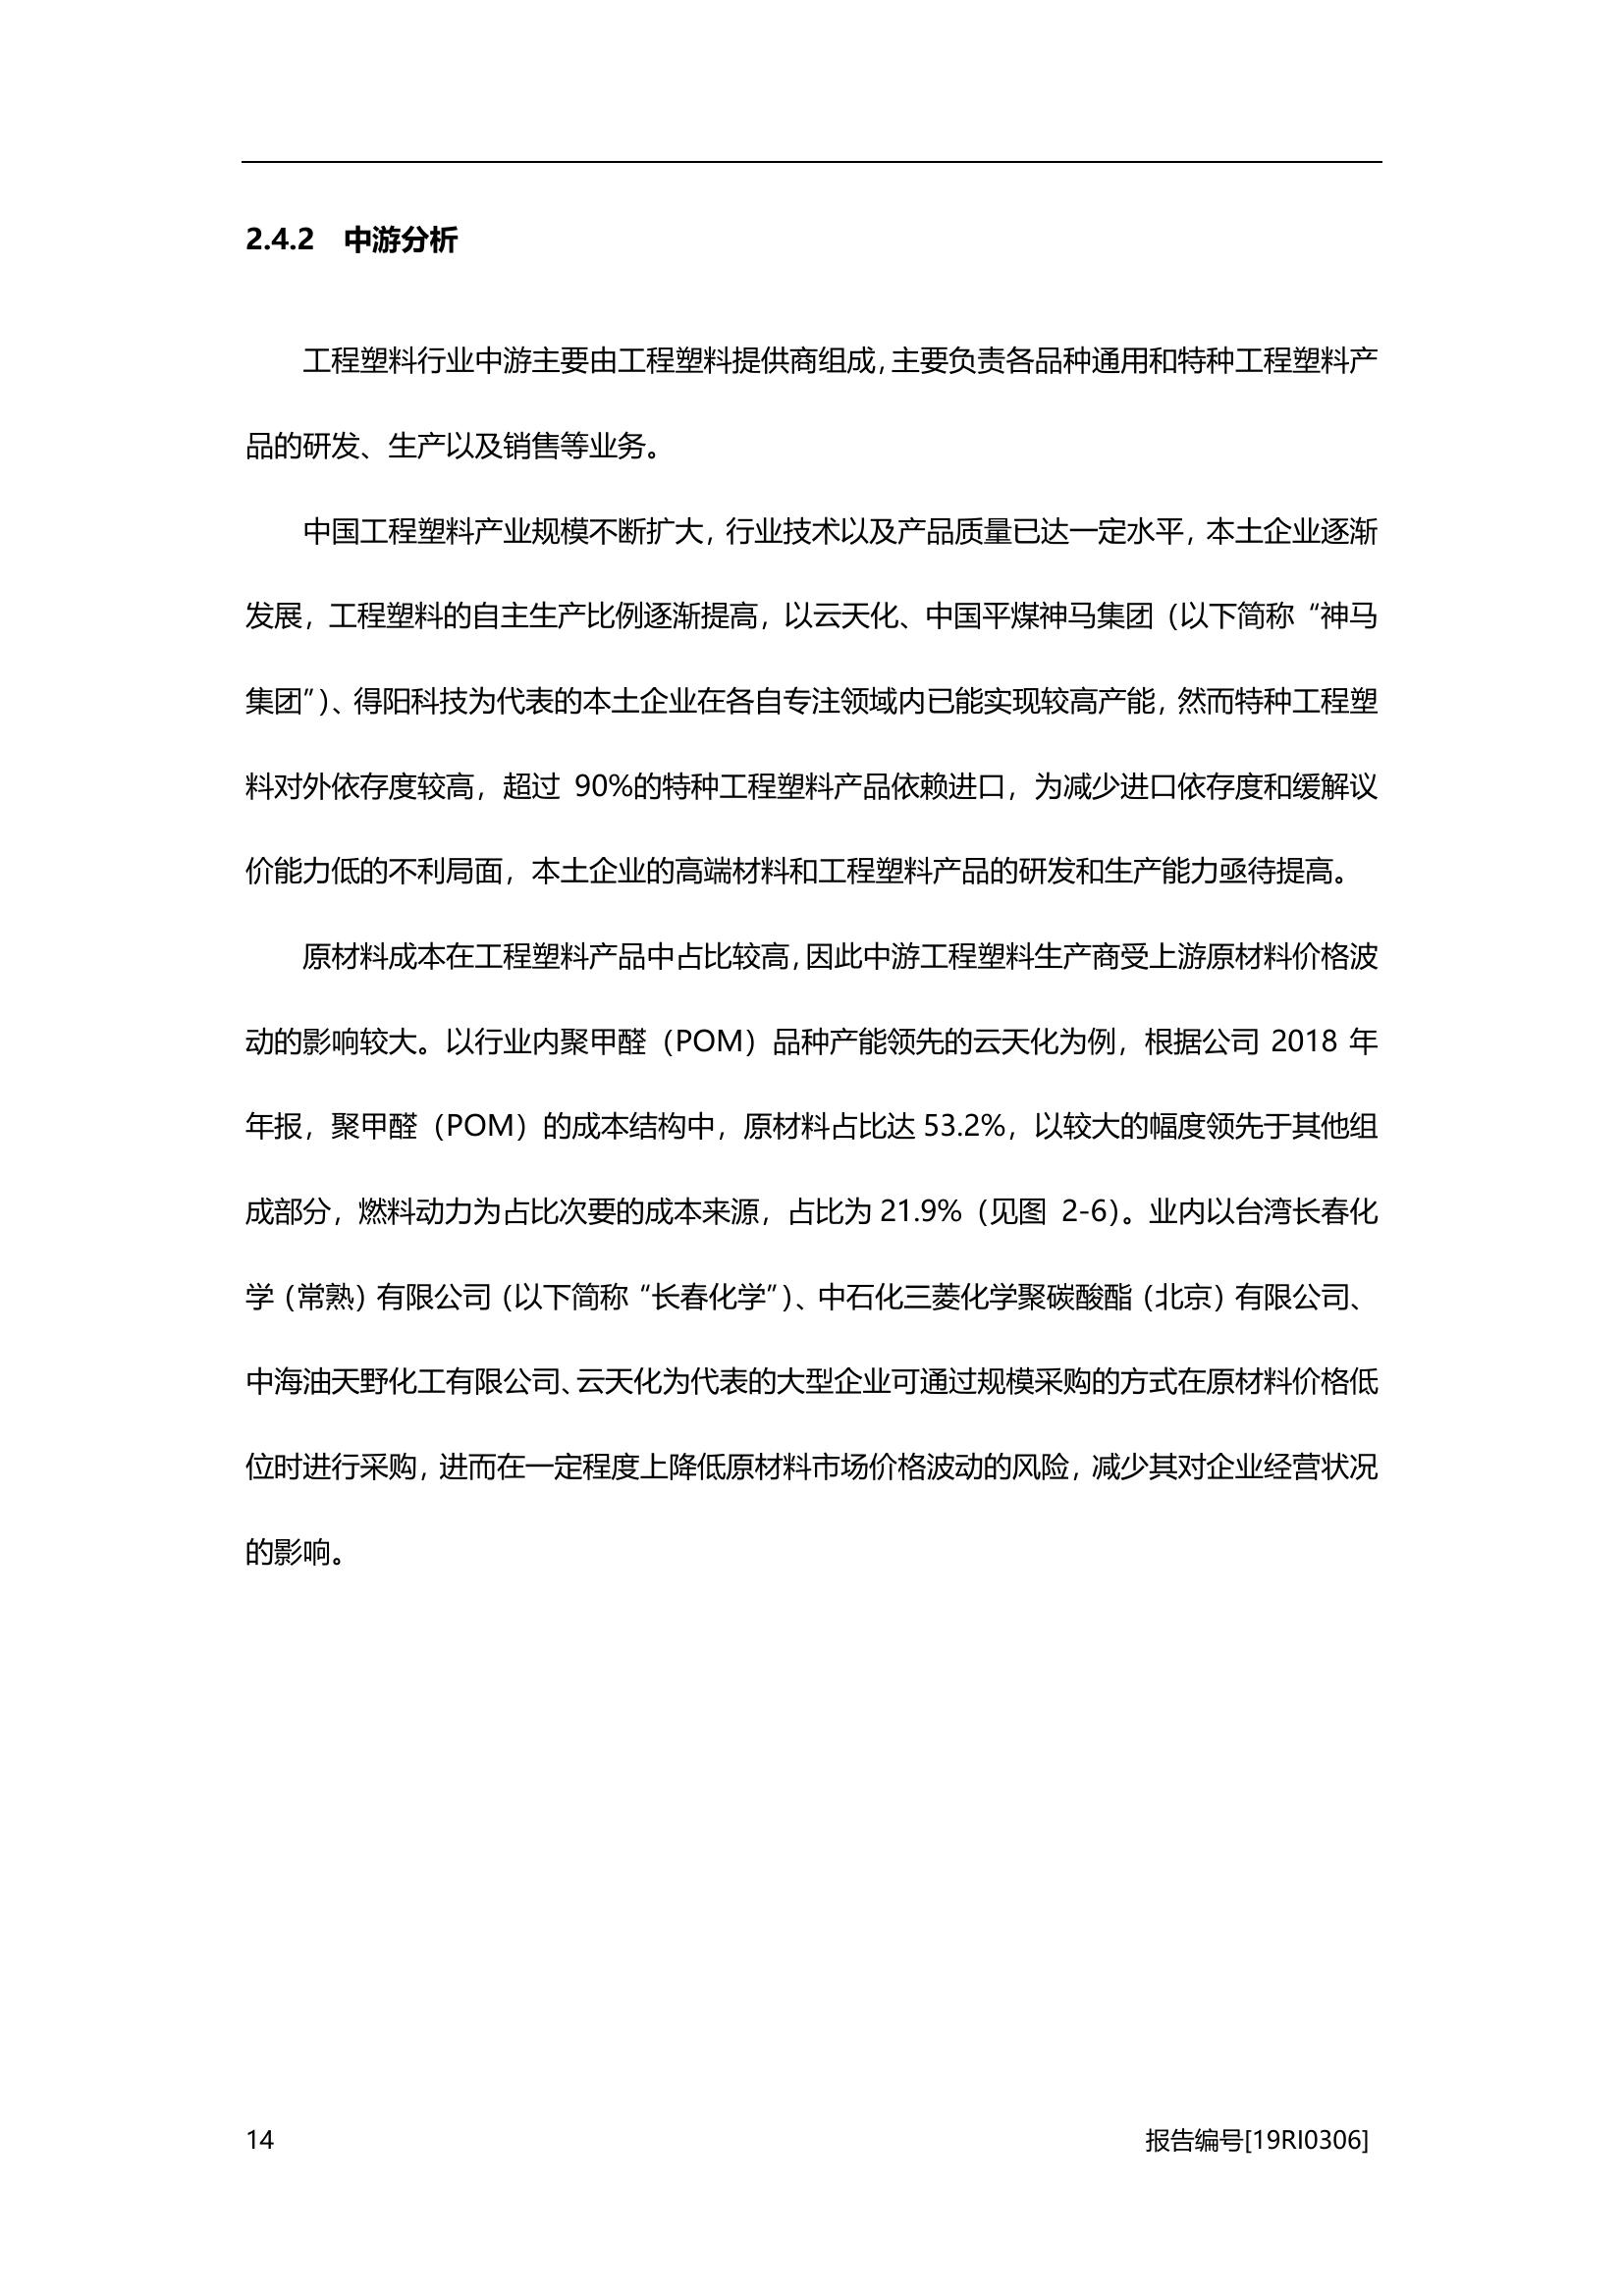 2.4.2 中游分析
工程塑料行业中游主要由工程塑料提供商组成，主要负责各品种通用和特种工程塑料产
品的研发、生产以及销售等业务。
中国工程塑料产业规模不断扩大，行业技术以及产品质量已达一定水平，本土企业逐渐
发展，工程塑料的自主生产比例逐渐提高，以云天化、中国平煤神马集团（以下简称“神马
集团”）、得阳科技为代表的本土企业在各自专注领域内已能实现较高产能，然而特种工程塑
料对外依存度较高，超过 90%的特种工程塑料产品依赖进口，为减少进口依存度和缓解议
价能力低的不利局面，本土企业的高端材料和工程塑料产品的研发和生产能力亟待提高。
原材料成本在工程塑料产品中占比较高，因此中游工程塑料生产商受上游原材料价格波
动的影响较大。以行业内聚甲醛（POM）品种产能领先的云天化为例，根据公司 2018 年
年报，聚甲醛（POM）的成本结构中，原材料占比达 53.2%，以较大的幅度领先于其他组
成部分，燃料动力为占比次要的成本来源，占比为 21.9%（见图 2-6）。业内以台湾长春化
学（常熟）有限公司（以下简称“长春化学”）、中石化三菱化学聚碳酸酯（北京）有限公司、
中海油天野化工有限公司、云天化为代表的大型企业可通过规模采购的方式在原材料价格低
位时进行采购，进而在一定程度上降低原材料市场价格波动的风险，减少其对企业经营状况
的影响。
14 报告编号[19RI0306]